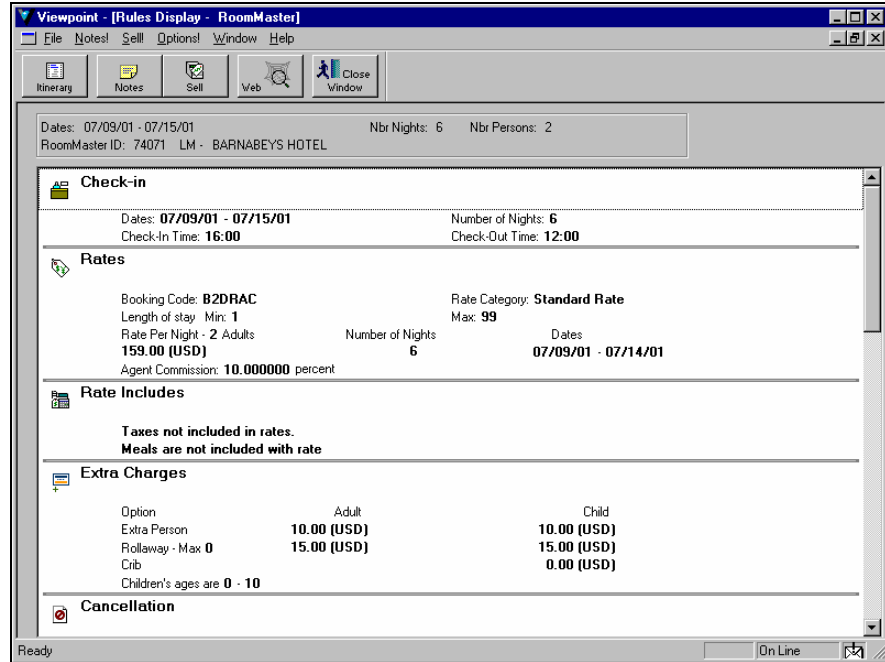 Viewpoint - [Rules Display - RoomMaster]
File Notes! Sell! Options! Window Help
Itinerary Notes Sell Web Close Window
Dates: 07/09/01 - 07/15/01 Nbr Nights: 6 Nbr Persons: 2
RoomMaster ID: 74071 LM - BARNABEYS HOTEL
Check-in
Dates: 07/09/01 - 07/15/01 Number of Nights: 6
Check-In Time: 16:00 Check-Out Time: 12:00
Rates
Booking Code: B2DRAC Rate Category: Standard Rate
Length of stay Min: 1 Max: 99
Rate Per Night - 2 Adults Number of Nights Dates
159.00 (USD) 6 07/09/01 - 07/14/01
Agent Commission: 10.000000 percent
Rate Includes
Taxes not included in rates.
Meals are not included with rate
Extra Charges
Option Adult Child
Extra Person 10.00 (USD) 10.00 (USD)
Rollaway - Max 0 15.00 (USD) 15.00 (USD)
Crib 0.00 (USD)
Children's ages are 0 - 10
Cancellation
Ready On Line